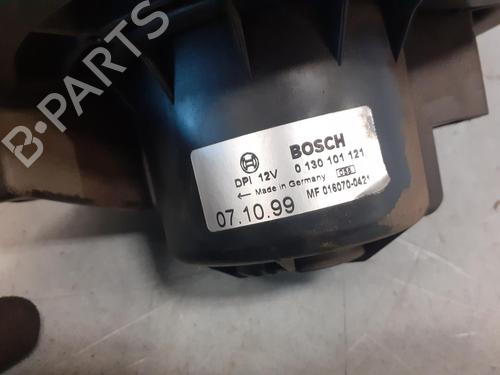 BOSCH
DPI 12V 0 130 101 121
← Made in Germany
MF 016070-0421
07.10.99
B-PARTS